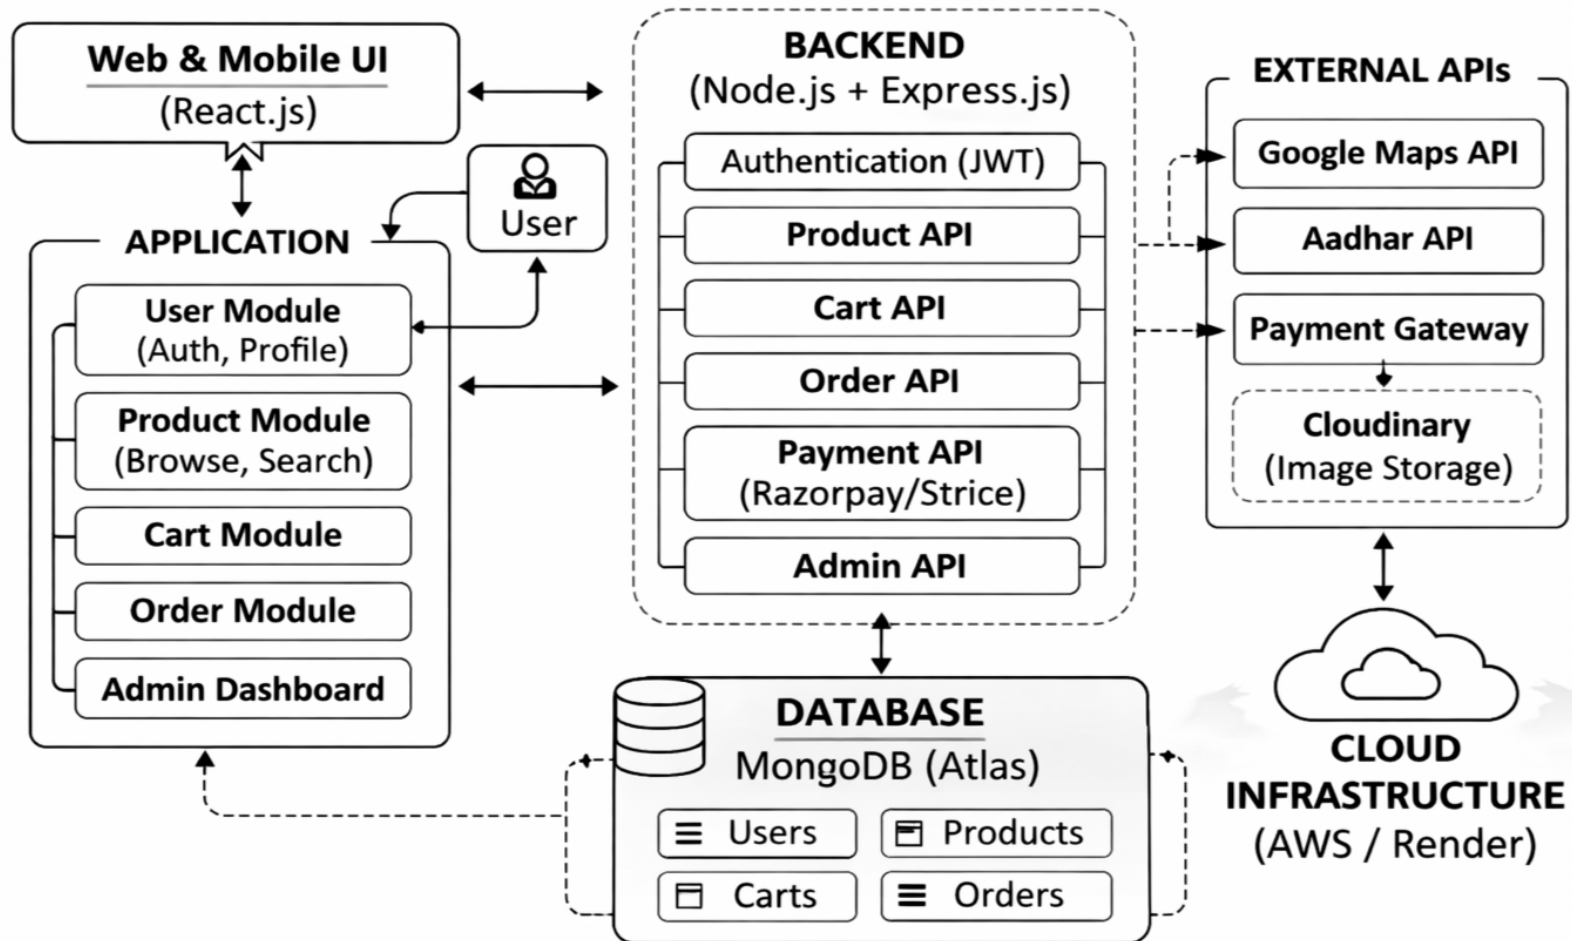 Web & Mobile UI
(React.js)
User
APPLICATION
User Module
(Auth, Profile)
Product Module
(Browse, Search)
Cart Module
Order Module
Admin Dashboard
BACKEND
(Node.js + Express.js)
Authentication (JWT)
Product API
Cart API
Order API
Payment API
(Razorpay/Strice)
Admin API
EXTERNAL APIs
Google Maps API
Aadhar API
Payment Gateway
Cloudinary
(Image Storage)
DATABASE
MongoDB (Atlas)
Users
Products
Carts
Orders
CLOUD
INFRASTRUCTURE
(AWS / Render)